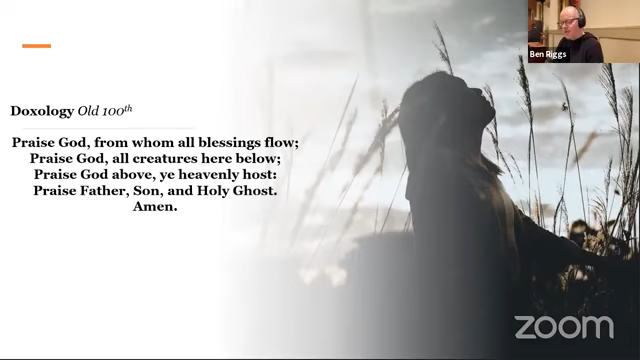 Ben Riggs
Doxology Old 100th
Praise God, from whom all blessings flow;
Praise God, all creatures here below;
Praise God above, ye heavenly host:
Praise Father, Son, and Holy Ghost.
Amen.
zoom